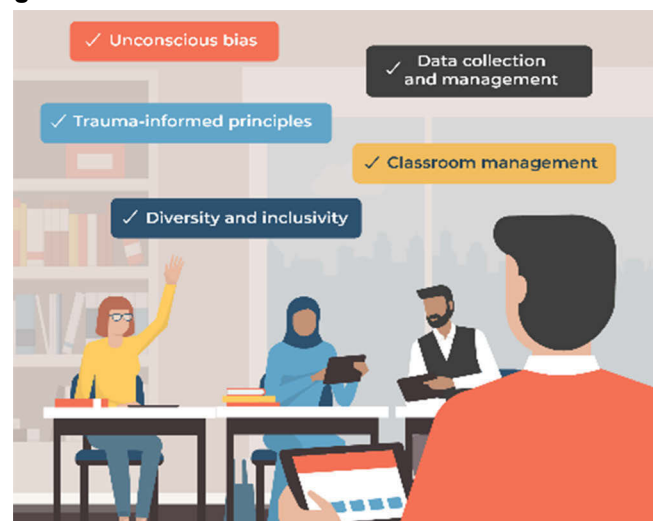 ✓ Unconscious bias
✓ Data collection
and management
✓ Trauma-informed principles
✓ Classroom management
✓ Diversity and inclusivity